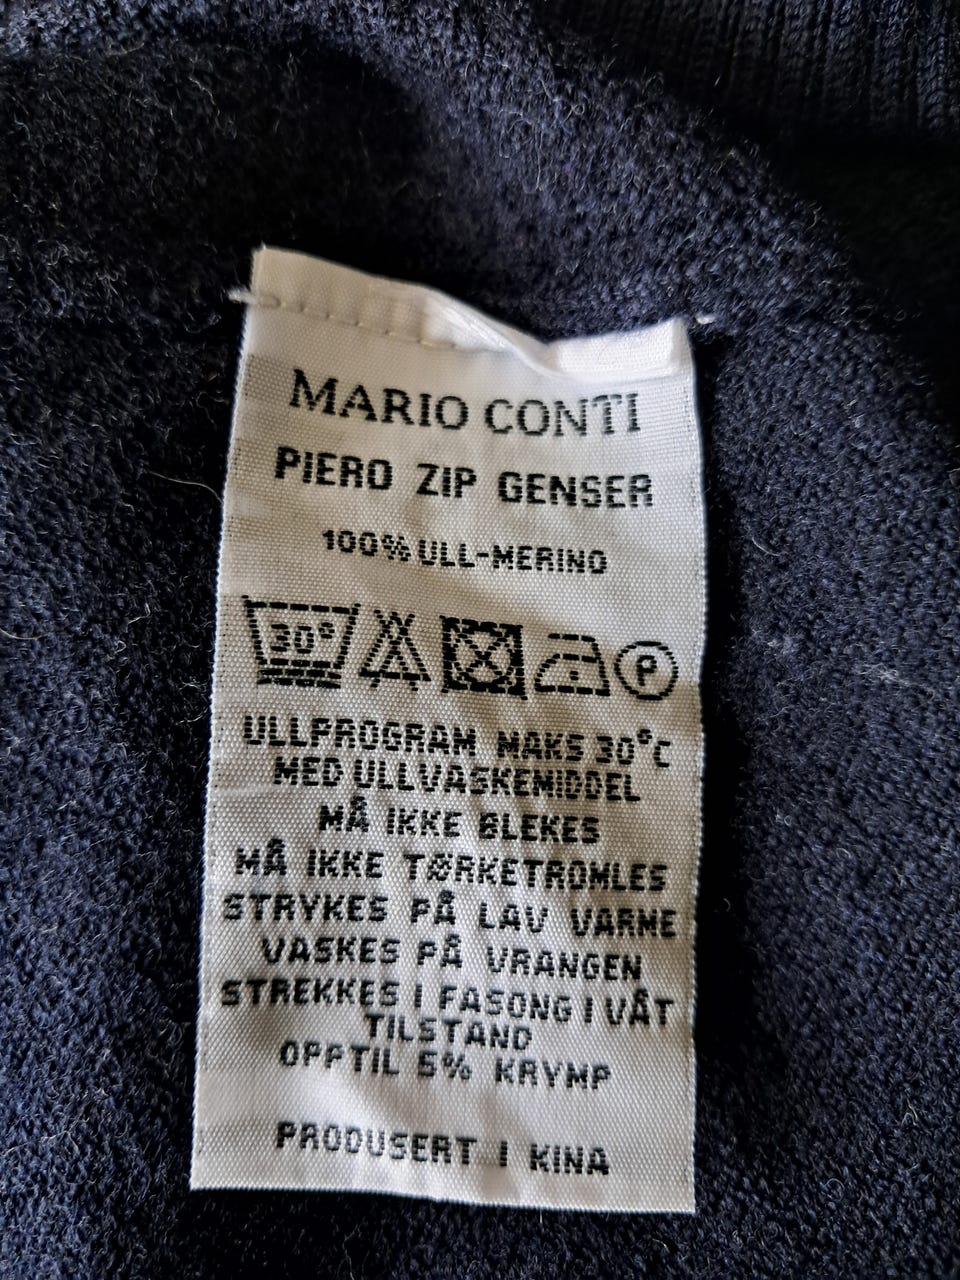 MARIO CONTI
PIERO ZIP GENSER
100% ULL-MERINO
30° P
ULLPROGRAM MAKS 30°C
MED ULLVASKEMIDDEL
MÅ IKKE BLEKES
MÅ IKKE TØRKETROMLES
STRYKES PÅ LAV VARME
VASKES PÅ VRANGEN
STREKKES I FASONG I VÅT
TILSTAND
OPPTIL 5% KRYMP
PRODUSERT I KINA